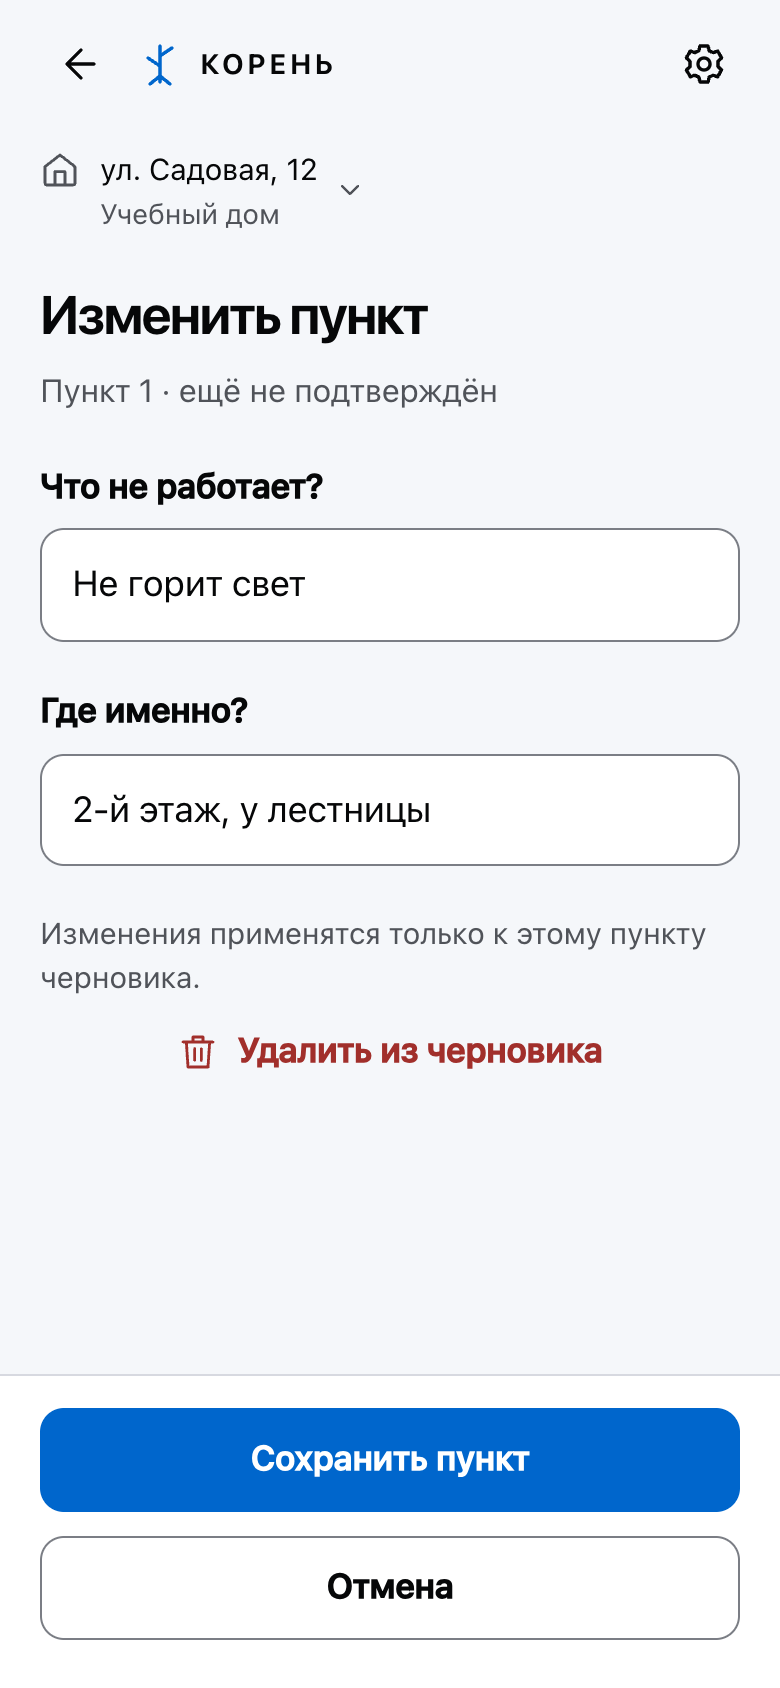 КОРЕНЬ
ул. Садовая, 12
Учебный дом
Изменить пункт
Пункт 1 · ещё не подтверждён
Что не работает?
Не горит свет
Где именно?
2-й этаж, у лестницы
Изменения применятся только к этому пункту
черновика.
Удалить из черновика
Сохранить пункт
Отмена